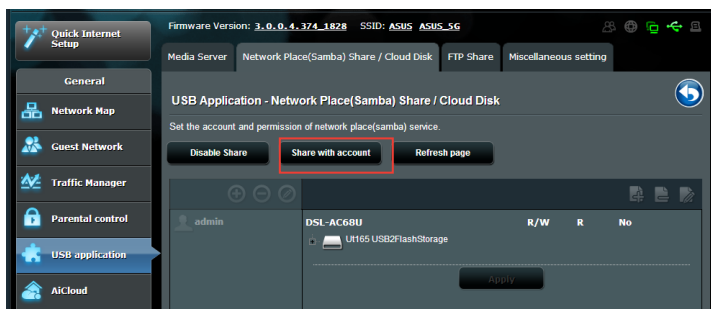 Quick Internet
Setup
Firmware Version: 3.0.0.4.374_1828 SSID: ASUS ASUS_5G
Media Server Network Place(Samba) Share / Cloud Disk FTP Share Miscellaneous setting
General
Network Map
Guest Network
Traffic Manager
Parental control
USB application
AiCloud
USB Application - Network Place(Samba) Share / Cloud Disk
Set the account and permission of network place(samba) service.
Disable Share Share with account Refresh page
admin
DSL-AC68U R/W R No
Ut165 USB2FlashStorage
Apply